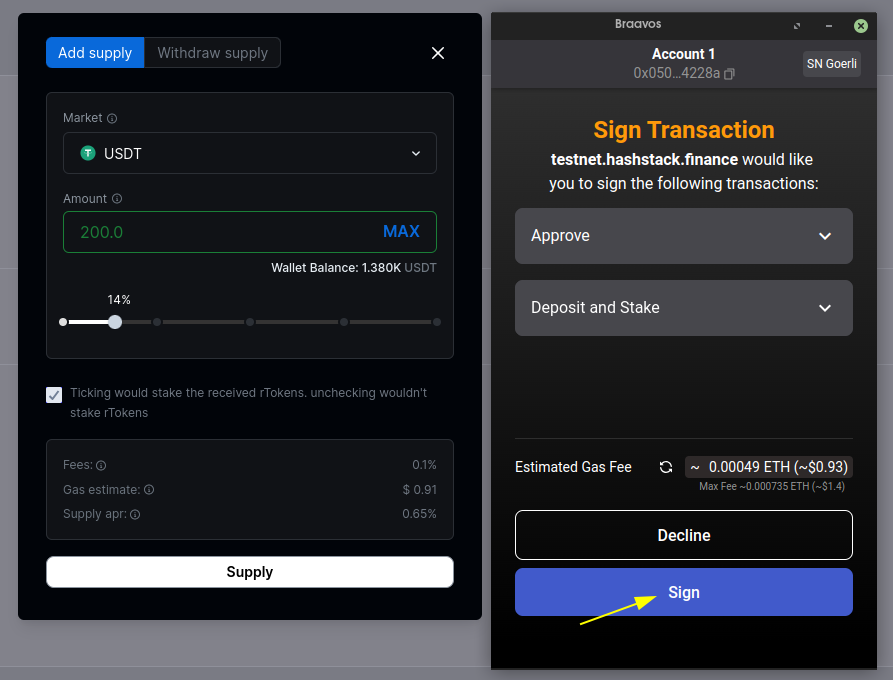 Add supply
Withdraw supply
Market
USDT
Amount
200.0
MAX
Wallet Balance: 1.380K USDT
14%
Ticking would stake the received rTokens. unchecking wouldn't
stake rTokens
Fees:
0.1%
Gas estimate:
$ 0.91
Supply apr:
0.65%
Supply
Braavos
Account 1
0x050...4228a
SN Goerli
Sign Transaction
testnet.hashstack.finance would like
you to sign the following transactions:
Approve
Deposit and Stake
Estimated Gas Fee
~ 0.00049 ETH (~$0.93)
Max Fee ~0.000735 ETH (~$1.4)
Decline
Sign